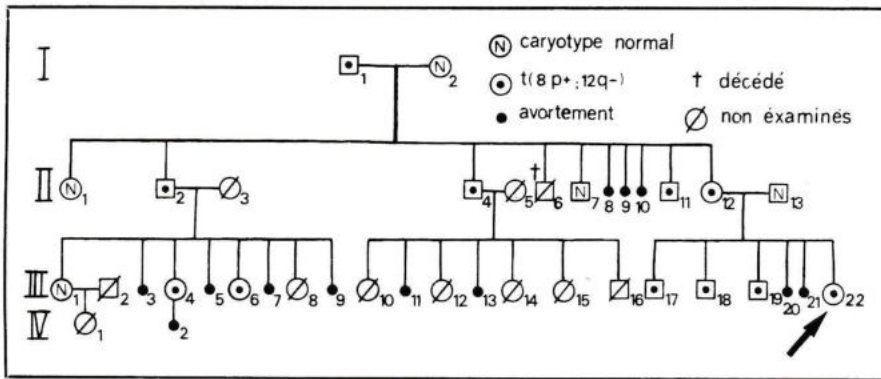 I
1
N 2
N caryotype normal
t(8p+;12q-)
† décédé
avortement
non éxaminés
II
N 1
2
3
4
5
†
6
N 7
8
9
10
11
12
N 13
III
N 1
2
3
4
5
6
7
8
9
10
11
12
13
14
15
16
17
18
19
20
21
22
IV
1
2